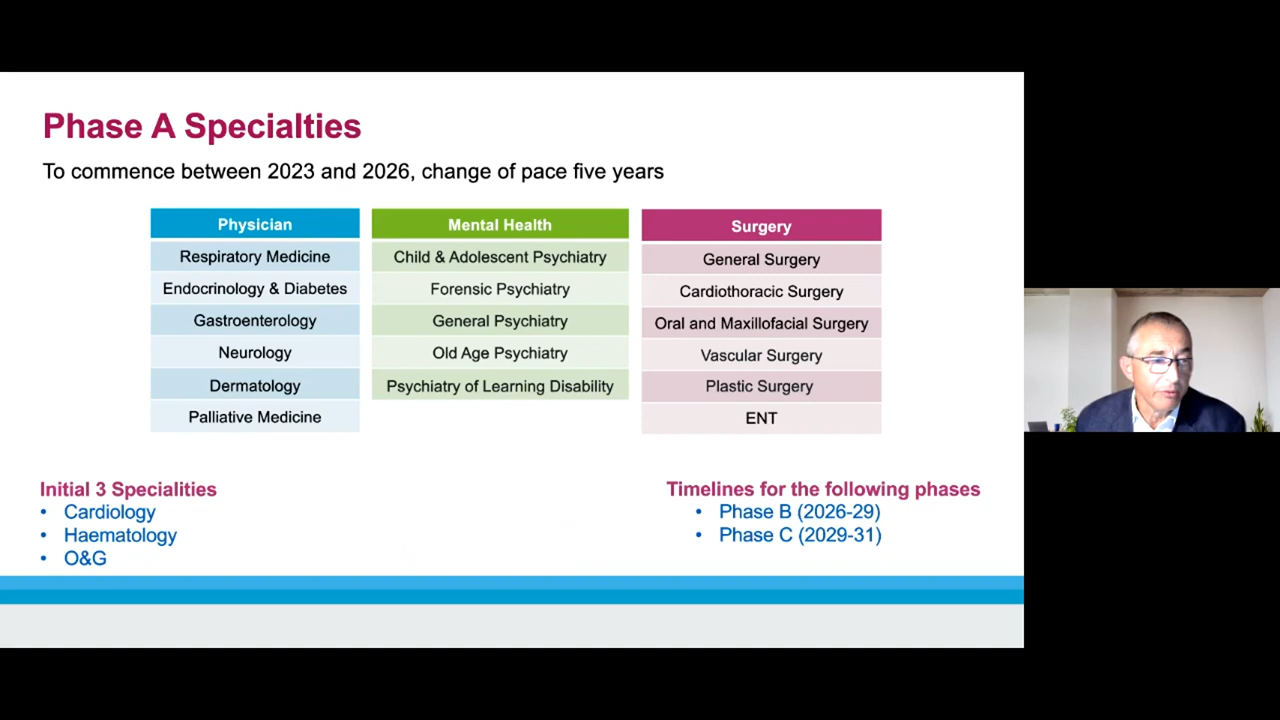 Phase A Specialties
To commence between 2023 and 2026, change of pace five years
Physician
Respiratory Medicine
Endocrinology & Diabetes
Gastroenterology
Neurology
Dermatology
Palliative Medicine
Mental Health
Child & Adolescent Psychiatry
Forensic Psychiatry
General Psychiatry
Old Age Psychiatry
Psychiatry of Learning Disability
Surgery
General Surgery
Cardiothoracic Surgery
Oral and Maxillofacial Surgery
Vascular Surgery
Plastic Surgery
ENT
Initial 3 Specialities
• Cardiology
• Haematology
• O&G
Timelines for the following phases
• Phase B (2026-29)
• Phase C (2029-31)